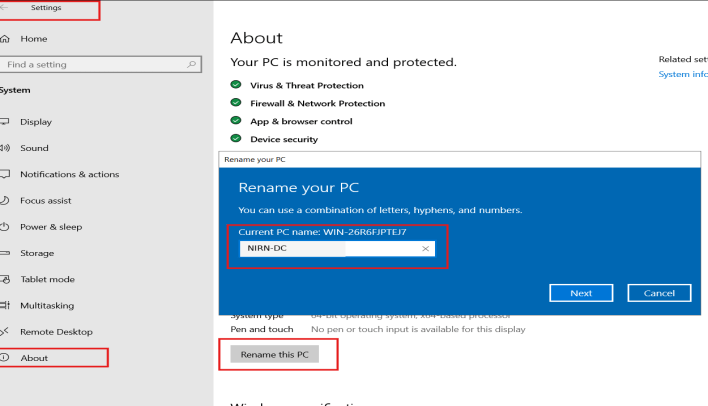 Settings
Home
Find a setting
System
Display
Sound
Notifications & actions
Focus assist
Power & sleep
Storage
Tablet mode
Multitasking
Remote Desktop
About
About
Your PC is monitored and protected.
Virus & Threat Protection
Firewall & Network Protection
App & browser control
Device security
Rename your PC
Rename your PC
You can use a combination of letters, hyphens, and numbers.
Current PC name: WIN-26R6FJPTEJ7
NIRN-DC
Next Cancel
System type 64-bit operating system, x64-based processor
Pen and touch No pen or touch input is available for this display
Rename this PC
Related
System